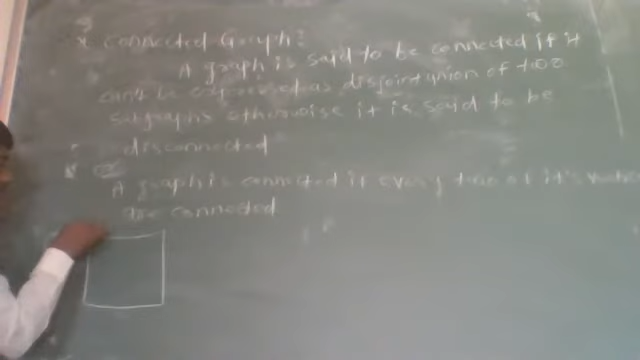 * Connected Graph:
A graph is said to be connected if it
can't be expressed as disjoint union of two
subgraphs otherwise it is said to be
disconnected
A graph is connected if every two of it's
are connected.